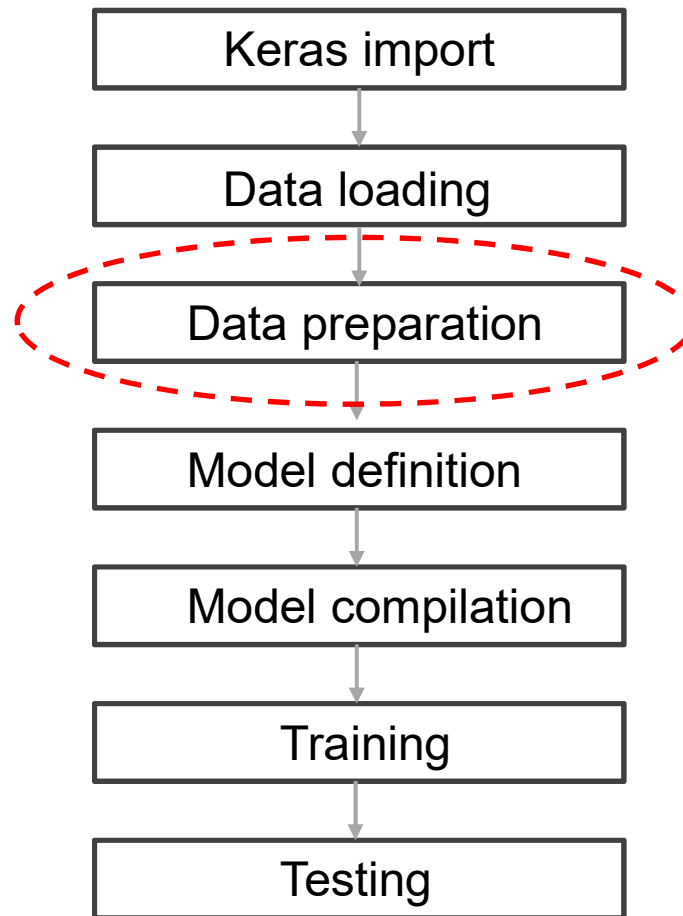 Keras import
Data loading
Data preparation
Model definition
Model compilation
Training
Testing